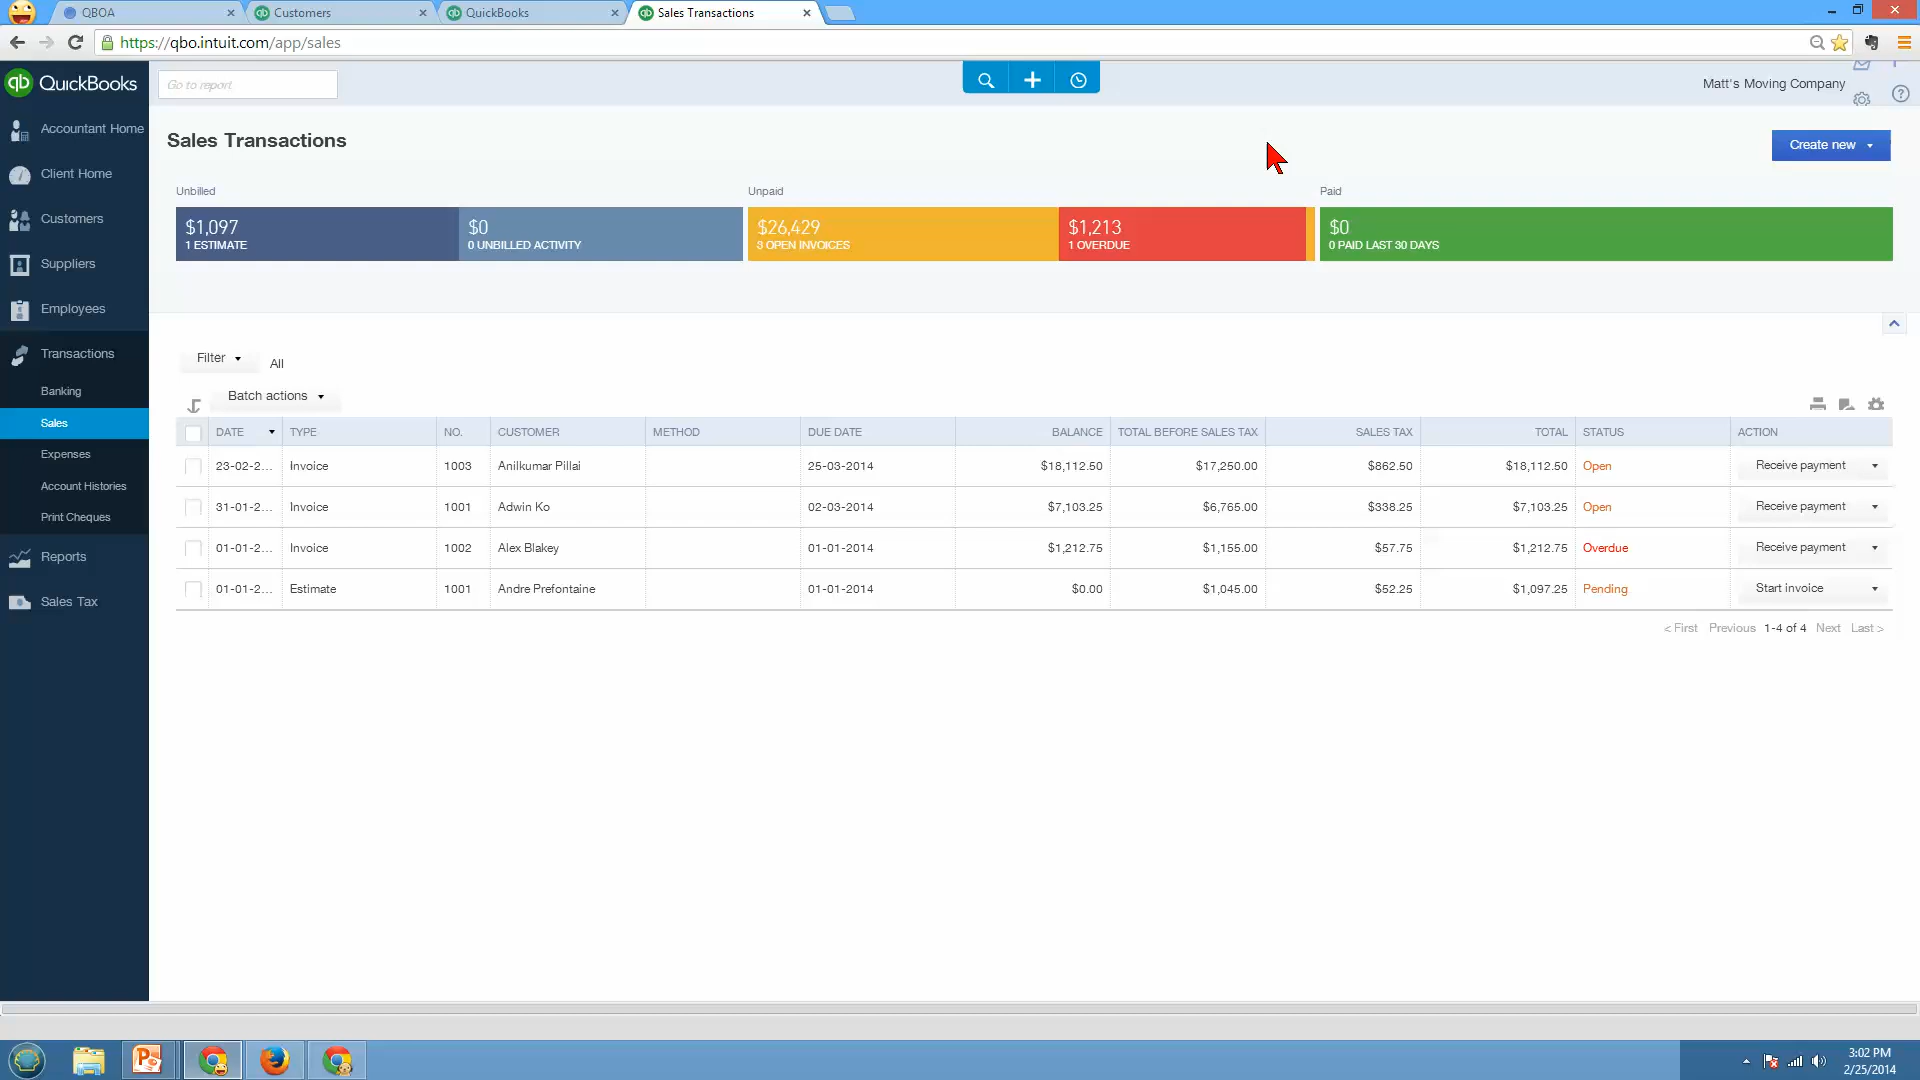 QBOA
Customers
QuickBooks
Sales Transactions
https://qbo.intuit.com/app/sales
qb QuickBooks
Go to report
Matt's Moving Company
Accountant Home
Client Home
Customers
Suppliers
Employees
Transactions
Banking
Sales
Expenses
Account Histories
Print Cheques
Reports
Sales Tax
Sales Transactions
Create new
Unbilled
Unpaid
Paid
$1,097
1 ESTIMATE
$0
0 UNBILLED ACTIVITY
$26,429
3 OPEN INVOICES
$1,213
1 OVERDUE
$0
0 PAID LAST 30 DAYS
Filter All
Batch actions
DATE TYPE NO. CUSTOMER METHOD DUE DATE BALANCE TOTAL BEFORE SALES TAX SALES TAX TOTAL STATUS ACTION
23-02-2... Invoice 1003 Anilkumar Pillai 25-03-2014 $18,112.50 $17,250.00 $862.50 $18,112.50 Open Receive payment
31-01-2... Invoice 1001 Adwin Ko 02-03-2014 $7,103.25 $6,765.00 $338.25 $7,103.25 Open Receive payment
01-01-2... Invoice 1002 Alex Blakey 01-01-2014 $1,212.75 $1,155.00 $57.75 $1,212.75 Overdue Receive payment
01-01-2... Estimate 1001 Andre Prefontaine 01-01-2014 $0.00 $1,045.00 $52.25 $1,097.25 Pending Start invoice
< First Previous 1-4 of 4 Next Last >
3:02 PM
2/25/2014